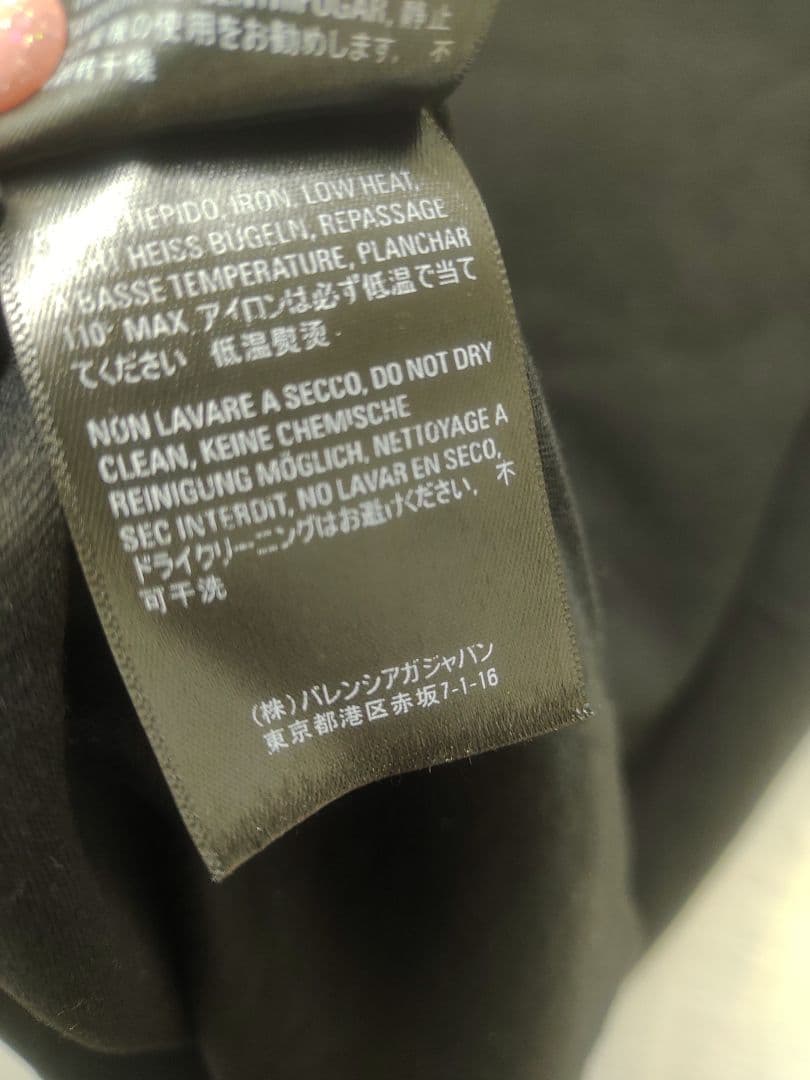 の使用をお勧めします, 不
TIEPIDO, IRON LOW HEAT,
HEISS BÜGELN, REPASSAGE
BASSE TEMPERATURE, PLANCHAR
110° MAX アイロンは必ず低温で当て
てください 低温熨烫
NON LAVARE A SECCO, DO NOT DRY
CLEAN, KEINE CHEMISCHE
REINIGUNG MÖGLICH, NETTOYAGE A
SEC INTERDIT, NO LAVAR EN SECO,
ドライクリーニングはお避けください, 不
可干洗
(株)バレンシアガジャパン
東京都港区赤坂7-1-16